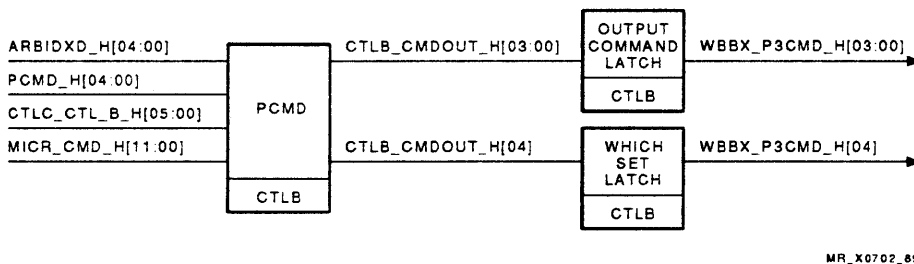 ARBIDXD_H[04:00]
PCMD_H[04:00]
CTLC_CTL_B_H[05:00]
MICR_CMD_H[11:00]
PCMD
CTLB
CTLB_CMDOUT_H[03:00]
CTLB_CMDOUT_H[04]
OUTPUT
COMMAND
LATCH
CTLB
WHICH
SET
LATCH
CTLB
WBBX_P3CMD_H[03:00]
WBBX_P3CMD_H[04]